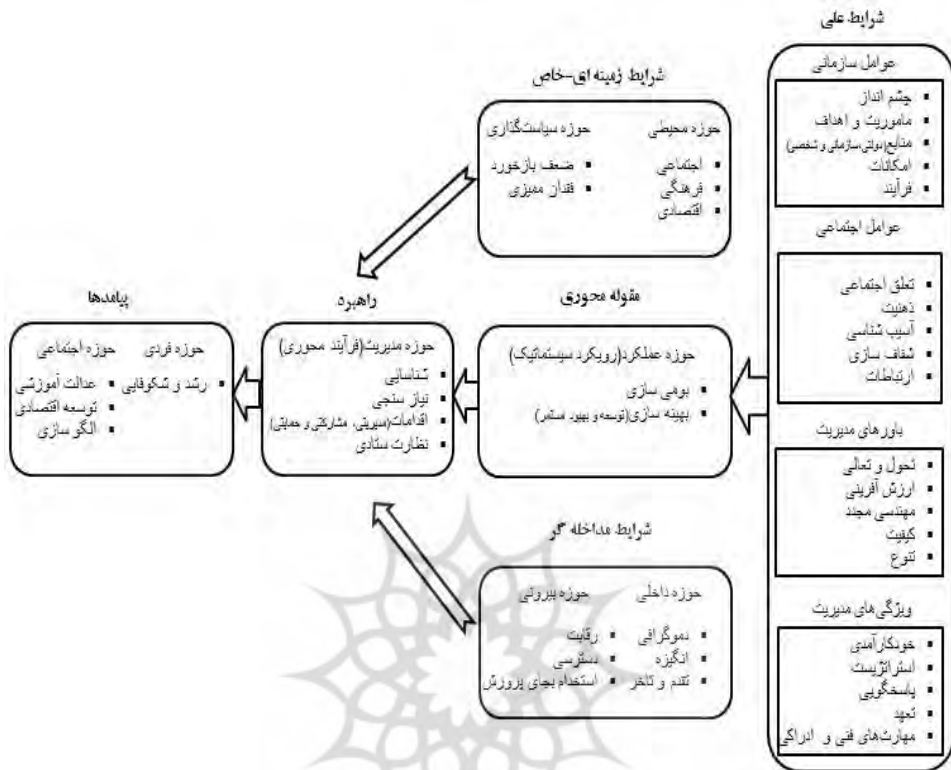 شرایط علی
عوامل سازمانی
▪ چشم انداز
▪ ماموریت و اهداف
▪ منابع(دولتی،سازمانی و شخصی)
▪ امکانات
▪ فرآیند
عوامل اجتماعی
▪ تعلق اجتماعی
▪ ذهنیت
▪ آسیب شناسی
▪ شفاف سازی
▪ ارتباطات
باورهای مدیریت
▪ تحول و تعالی
▪ ارزش آفرینی
▪ مهندسی مجدد
▪ کیفیت
▪ تنوع
ویژگی‌های مدیریت
▪ خودکارآمدی
▪ استراتژیست
▪ پاسخگویی
▪ تعهد
▪ مهارت‌های فنی و ادراکی
شرایط زمینه ای-خاص
حوزه محیطی
▪ اجتماعی
▪ فرهنگی
▪ اقتصادی
حوزه سیاست‌گذاری
▪ ضعف بازخورد
▪ فقدان ممیزی
مقوله محوری
حوزه عملکرد(رویکرد سیستماتیک)
▪ بومی سازی
▪ بهینه سازی(توسعه و بهبود مستمر)
شرایط مداخله گر
حوزه داخلی
▪ دموگرافی
▪ انگیزه
▪ تقدم و تاخر
حوزه بیرونی
▪ رقابت
▪ دسترسی
▪ استخدام بجای پرورش
راهبرد
حوزه مدیریت(فرآیند محوری)
▪ شناسایی
▪ نیاز سنجی
▪ اقدامات(مدیریتی، مشارکتی و حمایتی)
▪ نظارت ستادی
پیامدها
حوزه فردی
▪ رشد و شکوفایی
حوزه اجتماعی
▪ عدالت آموزشی
▪ توسعه اقتصادی
▪ الگو سازی